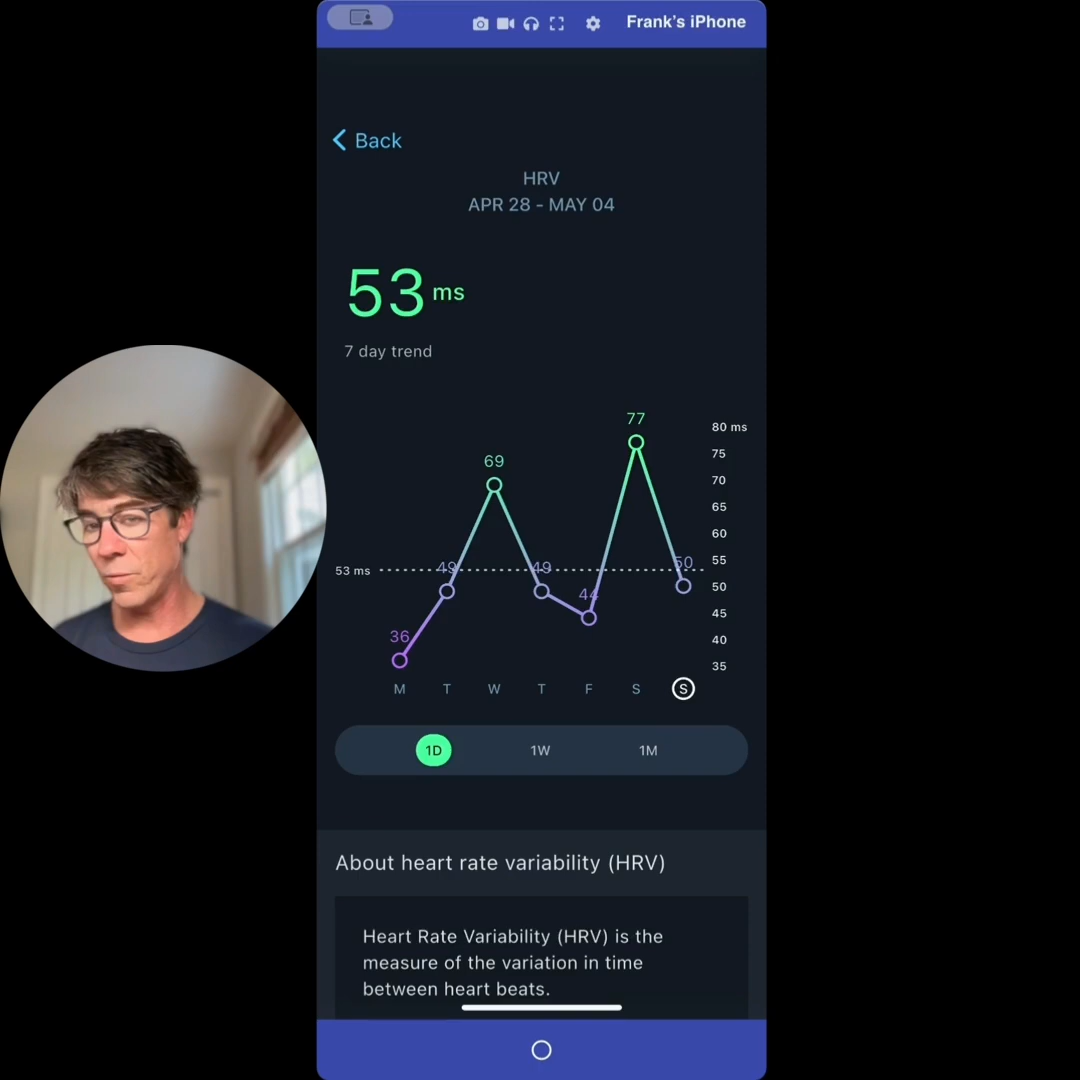 Frank's iPhone
Back
HRV
APR 28 - MAY 04
53 ms
7 day trend
77
80 ms
75
69
70
65
60
53 ms
49
49
50
55
44
50
45
36
40
35
M T W T F S S
1D 1W 1M
About heart rate variability (HRV)
Heart Rate Variability (HRV) is the
measure of the variation in time
between heart beats.